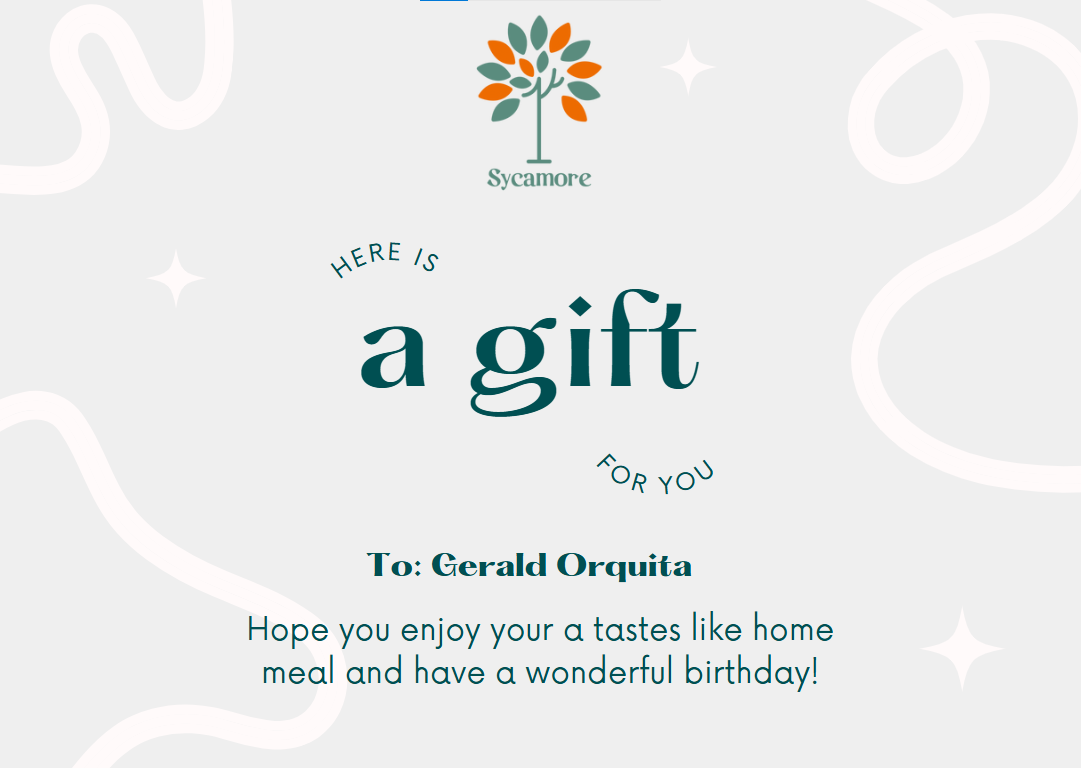 Sycamore
HERE IS
a gift
FOR YOU
To: Gerald Orquita
Hope you enjoy your a tastes like home
meal and have a wonderful birthday!